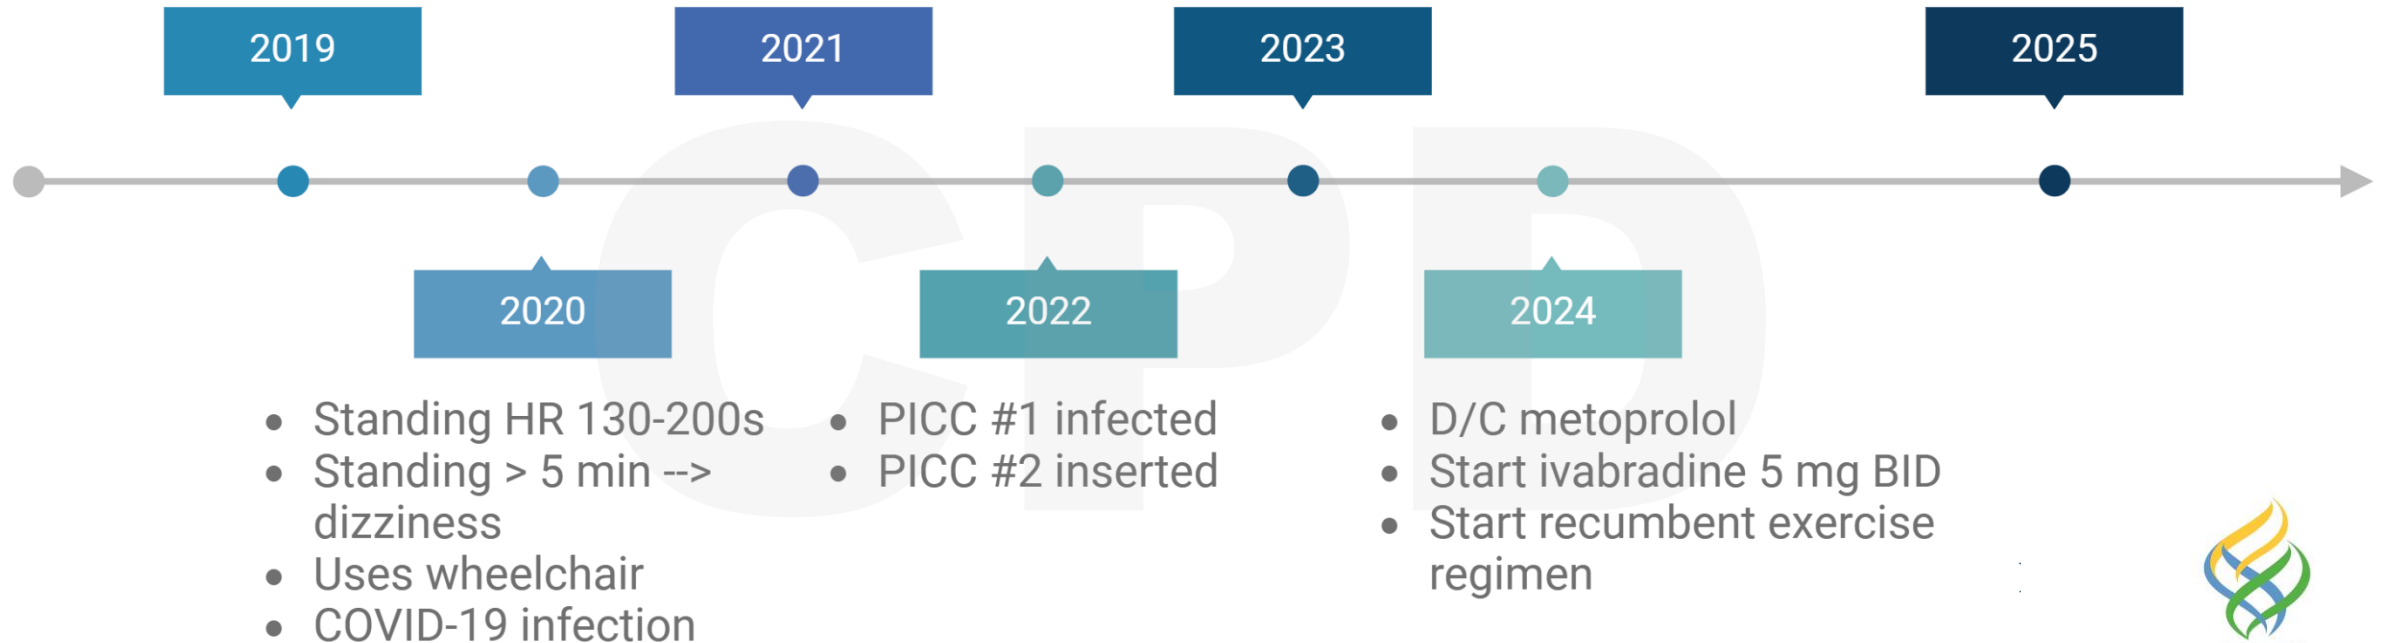 2019
2021
2023
2025
CPD
2020
2022
2024
• Standing HR 130-200s
• Standing > 5 min -->
dizziness
• Uses wheelchair
• COVID-19 infection
• PICC #1 infected
• PICC #2 inserted
• D/C metoprolol
• Start ivabradine 5 mg BID
• Start recumbent exercise
regimen